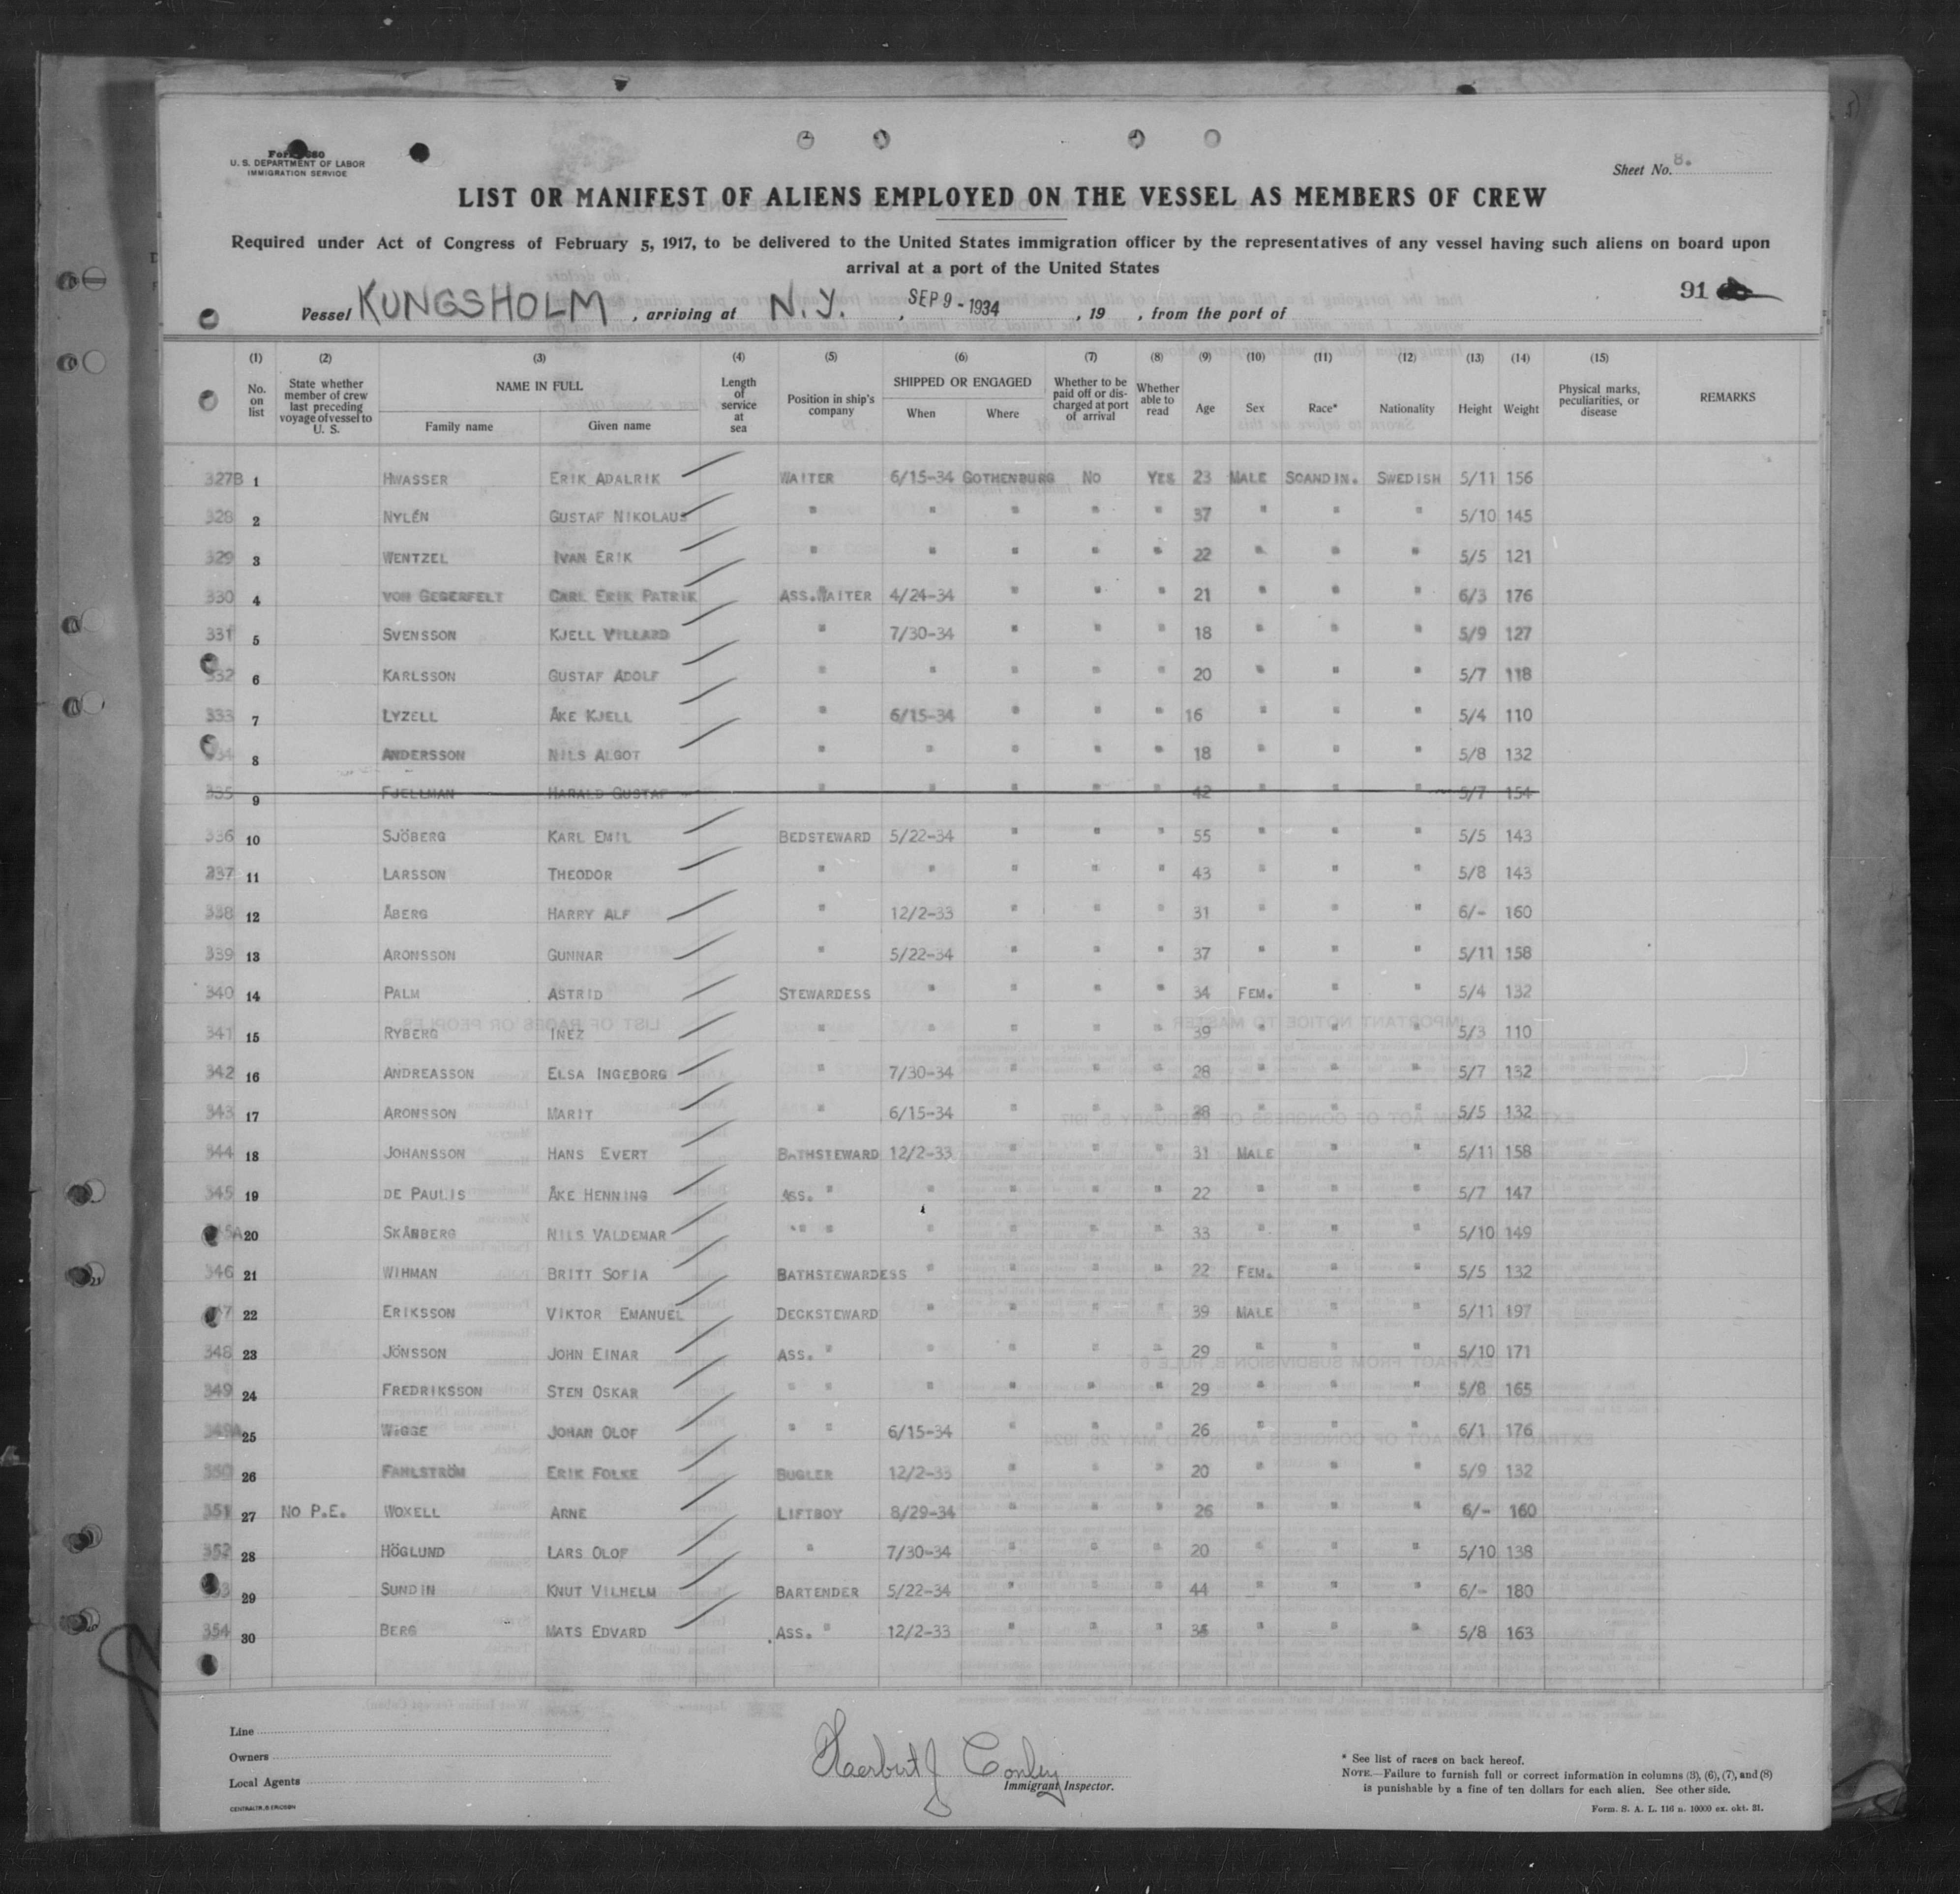 U. S. DEPARTMENT OF LABOR
IMMIGRATION SERVICE
Sheet No. 8.
LIST OR MANIFEST OF ALIENS EMPLOYED ON THE VESSEL AS MEMBERS OF CREW
Required under Act of Congress of February 5, 1917, to be delivered to the United States immigration officer by the representatives of any vessel having such aliens on board upon
arrival at a port of the United States
91
Vessel KUNGSHOLM, arriving at N.Y., SEP 9 - 1934, 19 , from the port of
(1) (2) (3) (4) (5) (6) (7) (8) (9) (10) (11) (12) (13) (14) (15)
No. on list State whether member of crew last preceding voyage of vessel to U. S. NAME IN FULL Family name Given name Length of service at sea Position in ship's company SHIPPED OR ENGAGED When Where Whether to be paid off or discharged at port of arrival Whether able to read Age Sex Race* Nationality Height Weight Physical marks, peculiarities, or disease REMARKS
327B 1 HWASSER ERIK ADALRIK WAITER 6/15-34 GOTHENBURG NO YES 23 MALE SCANDIN. SWEDISH 5/11 156
328 2 NYLÉN GUSTAF NIKOLAUS " " " " " 37 " " " 5/10 145
329 3 WENTZEL IVAN ERIK " " " " " 22 " " " 5/5 121
330 4 VON GEGERFELT CARL ERIK PATRIK ASS.WAITER 4/24-34 " " " 21 " " " 6/3 176
331 5 SVENSSON KJELL VILLARD " 7/30-34 " " " 18 " " " 5/9 127
332 6 KARLSSON GUSTAF ADOLF " " " " " 20 " " " 5/7 118
333 7 LYZELL ÅKE KJELL " 6/15-34 " " " 16 " " " 5/4 110
334 8 ANDERSSON NILS ALGOT " " " " " 18 " " " 5/8 132
335 9 FJELLMAN HARALD GUSTAF " " " " " 42 " " " 5/7 154
336 10 SJÖBERG KARL EMIL BEDSTEWARD 5/22-34 " " " 55 " " " 5/5 143
337 11 LARSSON THEODOR " " " " " 43 " " " 5/8 143
338 12 ÅBERG HARRY ALF " 12/2-33 " " " 31 " " " 6/- 160
339 13 ARONSSON GUNNAR " 5/22-34 " " " 37 " " " 5/11 158
340 14 PALM ASTRID STEWARDESS " " " " 34 FEM. " " 5/4 132
341 15 RYBERG INEZ " " " " " 39 " " " 5/3 110
342 16 ANDREASSON ELSA INGEBORG " 7/30-34 " " " 28 " " " 5/7 132
343 17 ARONSSON MARIT " 6/15-34 " " " 28 " " " 5/5 132
344 18 JOHANSSON HANS EVERT BATHSTEWARD 12/2-33 " " " 31 MALE " " 5/11 158
345 19 DE PAULIS ÅKE HENNING ASS. " " " " " 22 " " " 5/7 147
345A 20 SKÅNBERG NILS VALDEMAR " " " " " " 33 " " " 5/10 149
346 21 WIHMAN BRITT SOFIA BATHSTEWARDESS " " " " 22 FEM. " " 5/5 132
347 22 ERIKSSON VIKTOR EMANUEL DECKSTEWARD " " " " 39 MALE " " 5/11 197
348 23 JÖNSSON JOHN EINAR ASS. " " " " " 29 " " " 5/10 171
349 24 FREDRIKSSON STEN OSKAR " " " " " " 29 " " " 5/8 165
349A 25 WIGGE JOHAN OLOF " " 6/15-34 " " " 26 " " " 6/1 176
350 26 FAHLSTRÖM ERIK FOLKE BUGLER 12/2-33 " " " 20 " " " 5/9 132
351 27 NO P.E. WOXELL ARNE LIFTBOY 8/29-34 " " " 26 " " " 6/- 160
352 28 HÖGLUND LARS OLOF " 7/30-34 " " " 20 " " " 5/10 138
353 29 SUNDIN KNUT VILHELM BARTENDER 5/22-34 " " " 44 " " " 6/- 180
354 30 BERG MATS EDVARD ASS. " 12/2-33 " " " 35 " " " 5/8 163
Line
Owners
Local Agents
CENTRALTR., G. ERICSON
Herbert J Conley
Immigrant Inspector.
* See list of races on back hereof.
NOTE.—Failure to furnish full or correct information in columns (3), (6), (7), and (8)
is punishable by a fine of ten dollars for each alien. See other side.
Form. S. A. L. 116 n. 10000 ex. okt. 31.